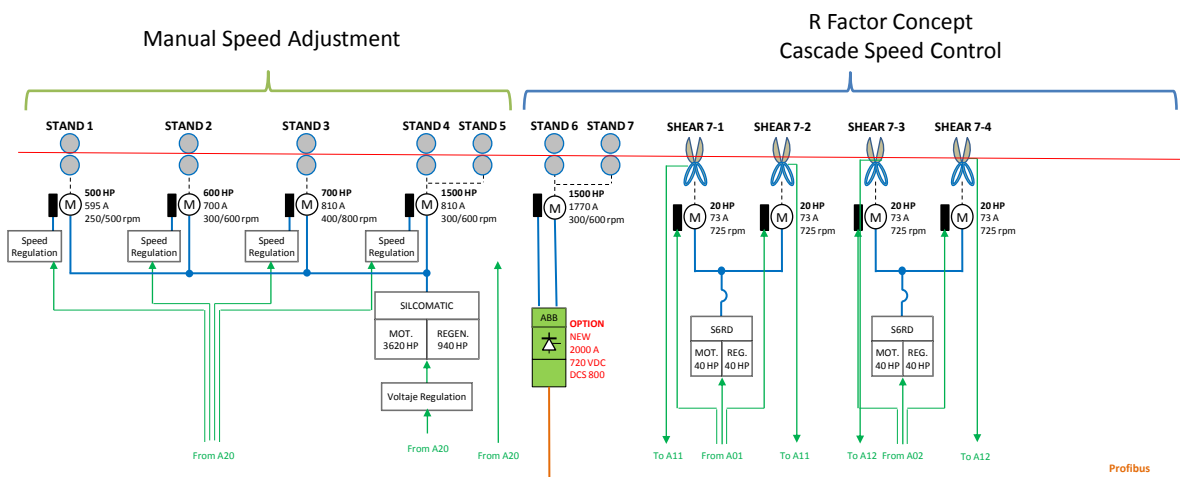 Manual Speed Adjustment
R Factor Concept
Cascade Speed Control
STAND 1
STAND 2
STAND 3
STAND 4
STAND 5
STAND 6
STAND 7
SHEAR 7-1
SHEAR 7-2
SHEAR 7-3
SHEAR 7-4
M
500 HP
595 A
250/500 rpm
M
600 HP
700 A
300/600 rpm
M
700 HP
810 A
400/800 rpm
M
1500 HP
810 A
300/600 rpm
M
1500 HP
1770 A
300/600 rpm
M
20 HP
73 A
725 rpm
M
20 HP
73 A
725 rpm
M
20 HP
73 A
725 rpm
M
20 HP
73 A
725 rpm
Speed
Regulation
Speed
Regulation
Speed
Regulation
Speed
Regulation
SILCOMATIC
MOT.
3620 HP
REGEN.
940 HP
Voltaje Regulation
ABB
OPTION
NEW
2000 A
720 VDC
DCS 800
S6RD
MOT.
40 HP
REG.
40 HP
S6RD
MOT.
40 HP
REG.
40 HP
From A20
From A20
From A20
To A11
From A01
To A11
To A12
From A02
To A12
Profibus